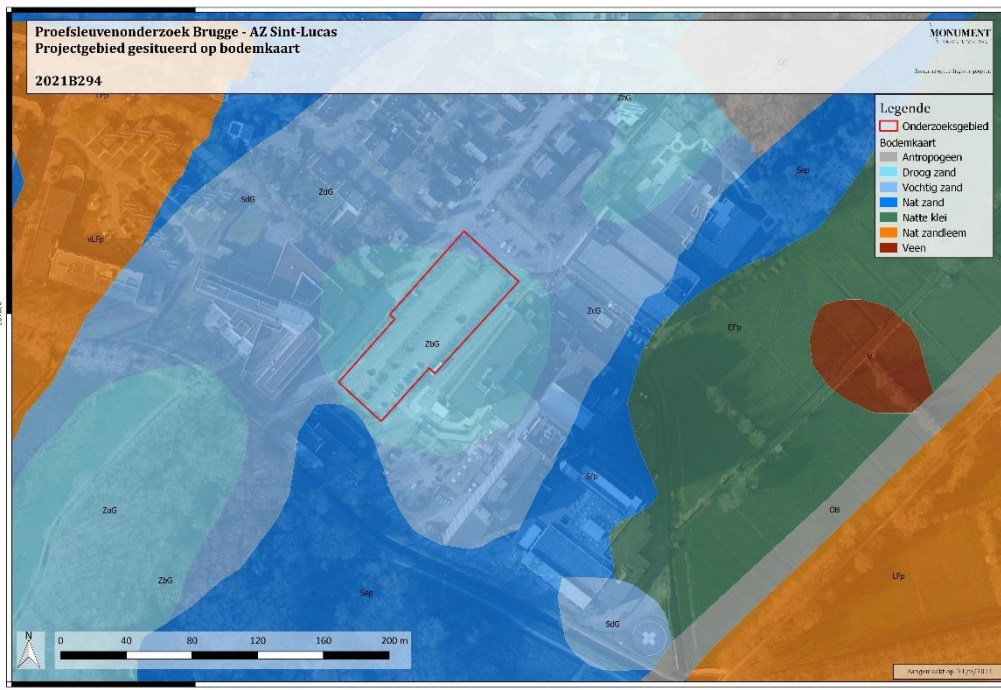 Proefsleuvenonderzoek Brugge - AZ Sint-Lucas
Projectgebied gesitueerd op bodemkaart
2021B294
MONUMENT
Legende
Onderzoeksgebied
Bodemkaart
Antropogeen
Droog zand
Vochtig zand
Nat zand
Natte klei
Nat zandleem
Veen
ZbG
Sep
ZdG
SdG
vLFp
ZcG
EFp
ZbG
V
Sfp
ZaG
OB
ZbG
LFp
Sep
SdG
N
0 40 80 120 160 200 m